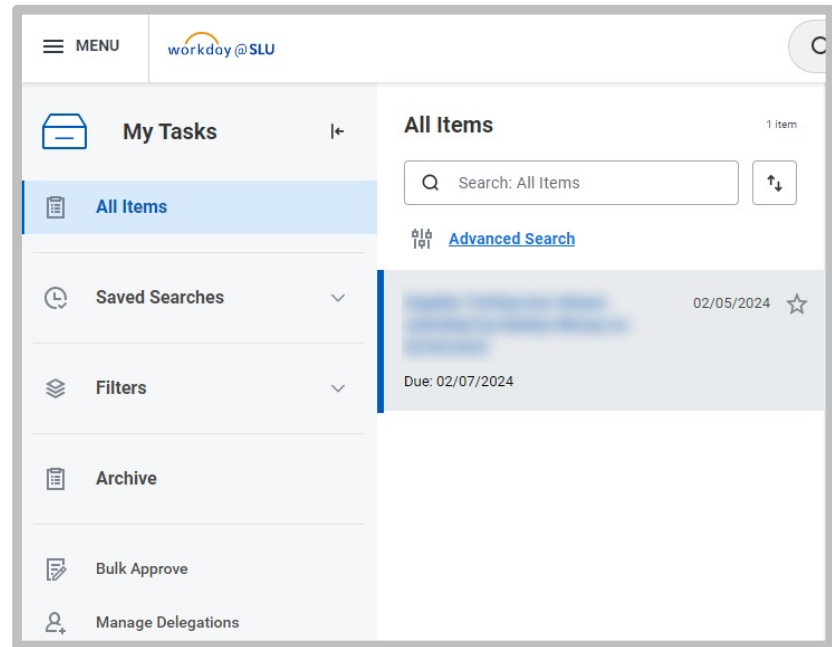 MENU
workday@SLU
My Tasks
All Items
Saved Searches
Filters
Archive
Bulk Approve
Manage Delegations
All Items
1 item
Search: All Items
Advanced Search
02/05/2024
Due: 02/07/2024